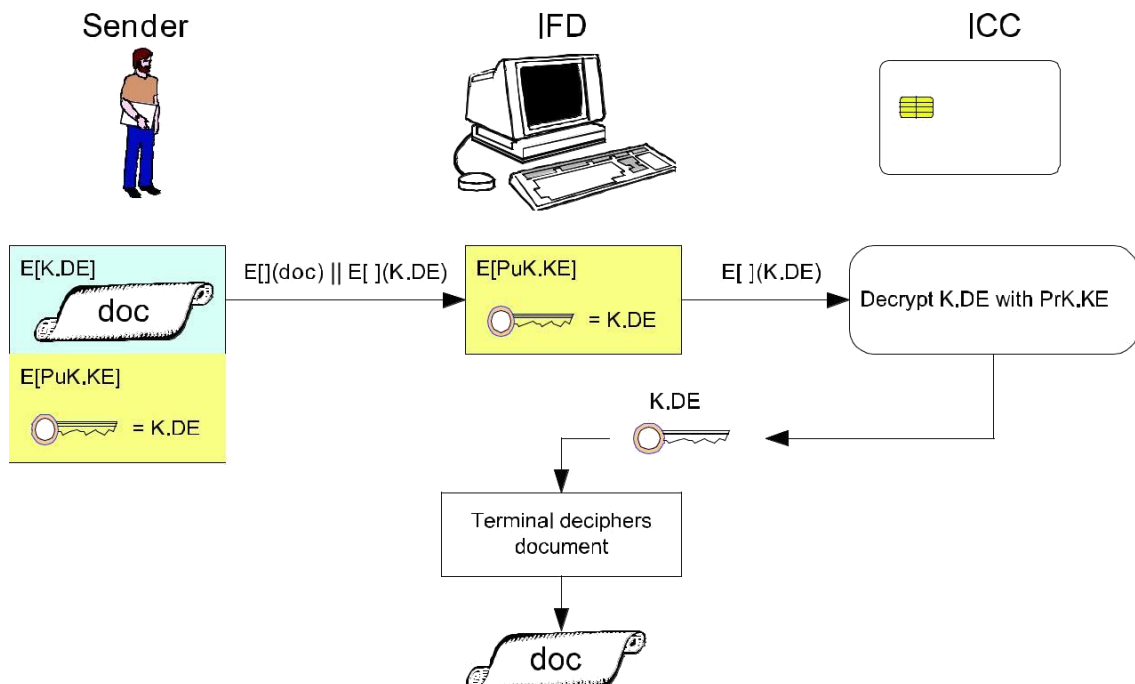 Sender
IFD
ICC
E[K.DE]
doc
E[PuK.KE]
= K.DE
E[](doc) || E[ ](K.DE)
E[PuK.KE]
= K.DE
E[ ](K.DE)
Decrypt K.DE with PrK.KE
K.DE
Terminal deciphers
document
doc